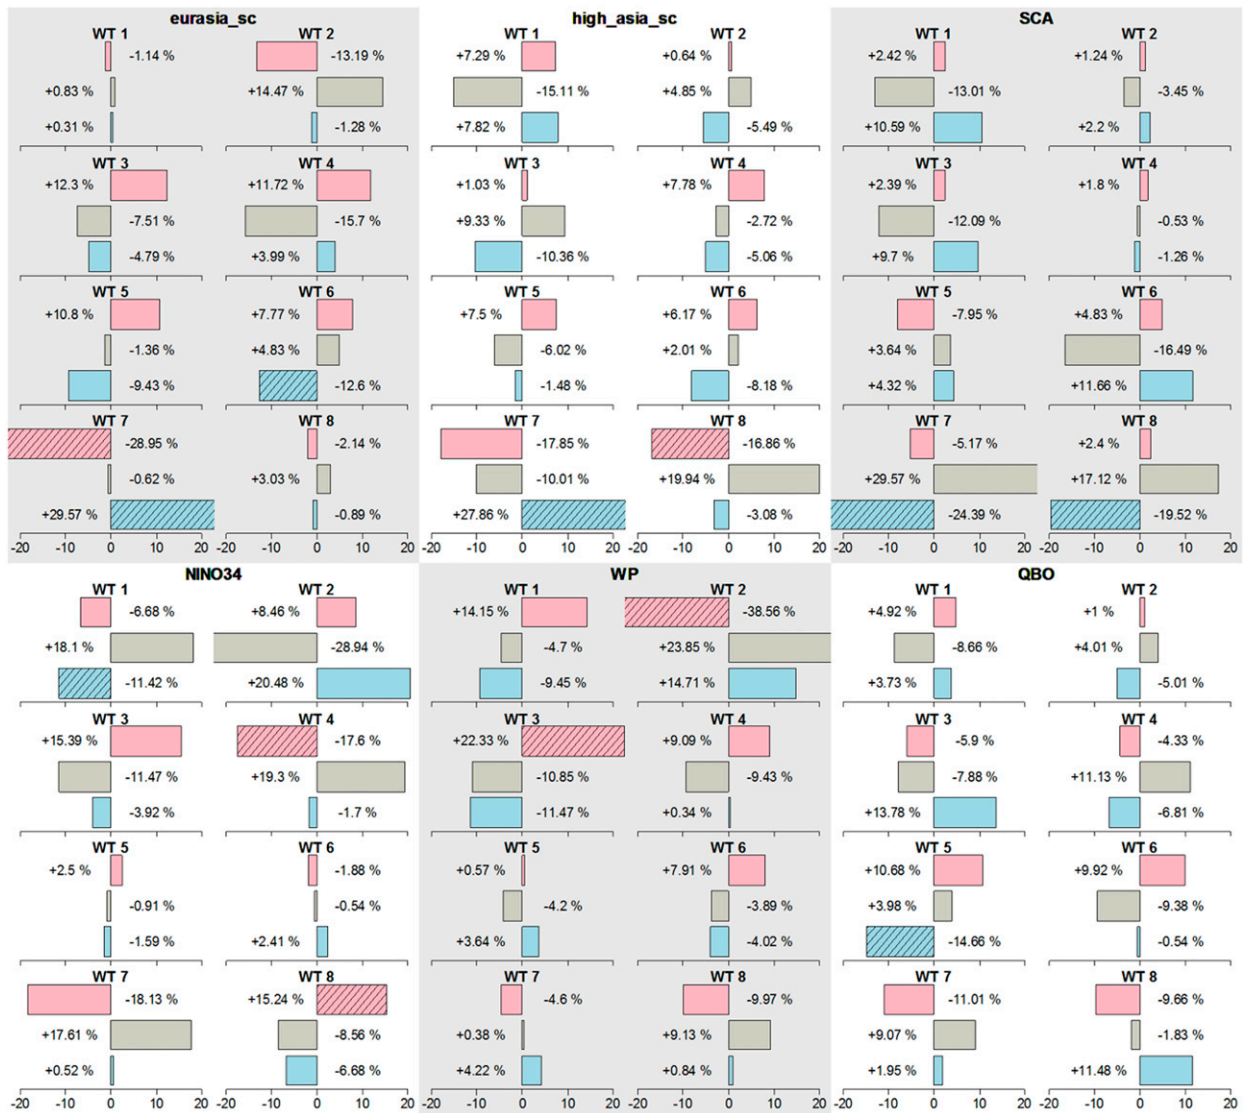 eurasia_sc
WT 1
-1.14 %
+0.83 %
+0.31 %
WT 2
-13.19 %
+14.47 %
-1.28 %
WT 3
+12.3 %
-7.51 %
-4.79 %
WT 4
+11.72 %
-15.7 %
+3.99 %
WT 5
+10.8 %
-1.36 %
-9.43 %
WT 6
+7.77 %
+4.83 %
-12.6 %
WT 7
-28.95 %
-0.62 %
+29.57 %
WT 8
-2.14 %
+3.03 %
-0.89 %
-20 -10 0 10 20
-20 -10 0 10 20
high_asia_sc
WT 1
+7.29 %
-15.11 %
+7.82 %
WT 2
+0.64 %
+4.85 %
-5.49 %
WT 3
+1.03 %
+9.33 %
-10.36 %
WT 4
+7.78 %
-2.72 %
-5.06 %
WT 5
+7.5 %
-6.02 %
-1.48 %
WT 6
+6.17 %
+2.01 %
-8.18 %
WT 7
-17.85 %
-10.01 %
+27.86 %
WT 8
-16.86 %
+19.94 %
-3.08 %
-20 -10 0 10 20
-20 -10 0 10 20
SCA
WT 1
+2.42 %
-13.01 %
+10.59 %
WT 2
+1.24 %
-3.45 %
+2.2 %
WT 3
+2.39 %
-12.09 %
+9.7 %
WT 4
+1.8 %
-0.53 %
-1.26 %
WT 5
-7.95 %
+3.64 %
+4.32 %
WT 6
+4.83 %
-16.49 %
+11.66 %
WT 7
-5.17 %
+29.57 %
-24.39 %
WT 8
+2.4 %
+17.12 %
-19.52 %
-20 -10 0 10 20
-20 -10 0 10 20
NINO34
WT 1
-6.68 %
+18.1 %
-11.42 %
WT 2
+8.46 %
-28.94 %
+20.48 %
WT 3
+15.39 %
-11.47 %
-3.92 %
WT 4
-17.6 %
+19.3 %
-1.7 %
WT 5
+2.5 %
-0.91 %
-1.59 %
WT 6
-1.88 %
-0.54 %
+2.41 %
WT 7
-18.13 %
+17.61 %
+0.52 %
WT 8
+15.24 %
-8.56 %
-6.68 %
-20 -10 0 10 20
-20 -10 0 10 20
WP
WT 1
+14.15 %
-4.7 %
-9.45 %
WT 2
-38.56 %
+23.85 %
+14.71 %
WT 3
+22.33 %
-10.85 %
-11.47 %
WT 4
+9.09 %
-9.43 %
+0.34 %
WT 5
+0.57 %
-4.2 %
+3.64 %
WT 6
+7.91 %
-3.89 %
-4.02 %
WT 7
-4.6 %
+0.38 %
+4.22 %
WT 8
-9.97 %
+9.13 %
+0.84 %
-20 -10 0 10 20
-20 -10 0 10 20
QBO
WT 1
+4.92 %
-8.66 %
+3.73 %
WT 2
+1 %
+4.01 %
-5.01 %
WT 3
-5.9 %
-7.88 %
+13.78 %
WT 4
-4.33 %
+11.13 %
-6.81 %
WT 5
+10.68 %
+3.98 %
-14.66 %
WT 6
+9.92 %
-9.38 %
-0.54 %
WT 7
-11.01 %
+9.07 %
+1.95 %
WT 8
-9.66 %
-1.83 %
+11.48 %
-20 -10 0 10 20
-20 -10 0 10 20